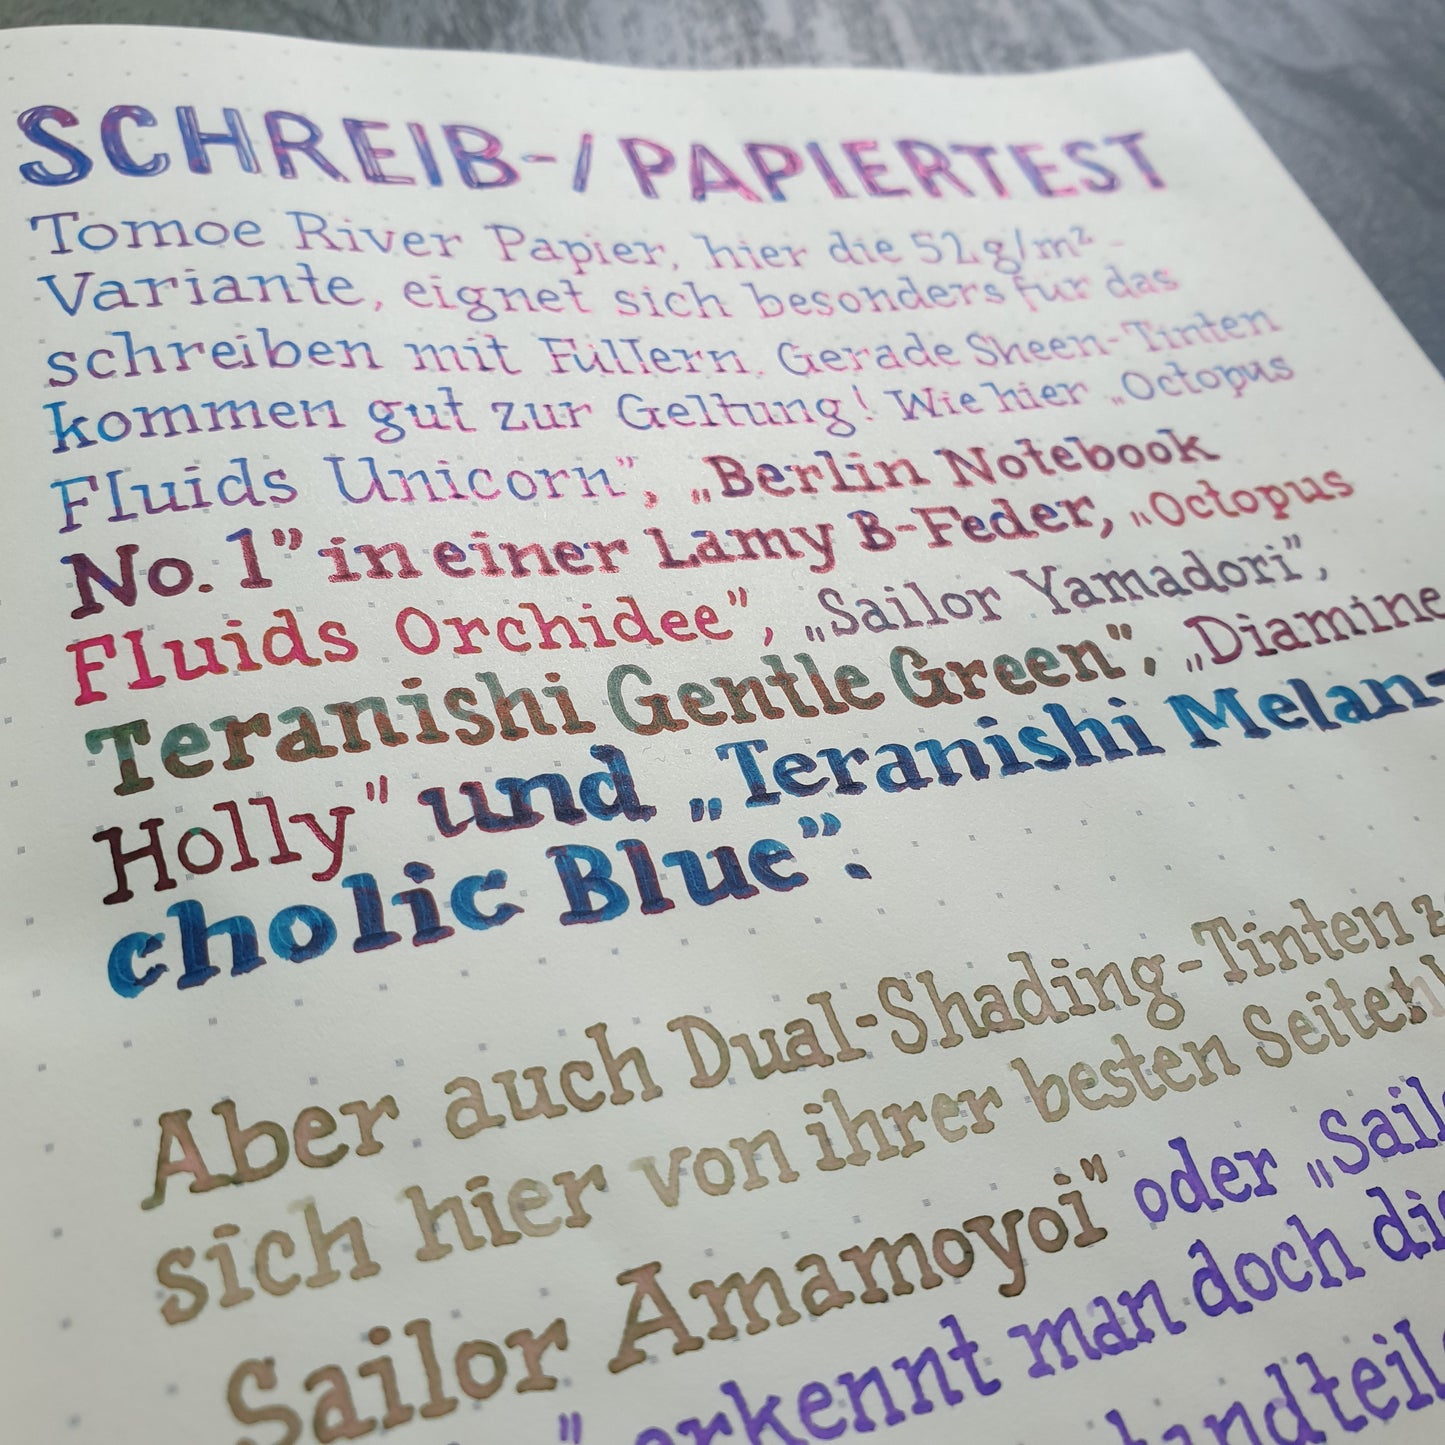 SCHREIB-/PAPIERTEST
Tomoe River Papier, hier die 52g/m² -
Variante, eignet sich besonders für das
schreiben mit Füllern. Gerade Sheen-Tinten
kommen gut zur Geltung! Wie hier „Octopus
Fluids Unicorn", „Berlin Notebook
No. 1" in einer Lamy B-Feder, „Octopus
Fluids Orchidee", „Sailor Yamadori",
Teranishi Gentle Green", „Diamine
Holly" und „Teranishi Melan-
cholic Blue".
Aber auch Dual-Shading-Tinten
sich hier von ihrer besten
Sailor Amamoyoi" oder
erkennt man doch